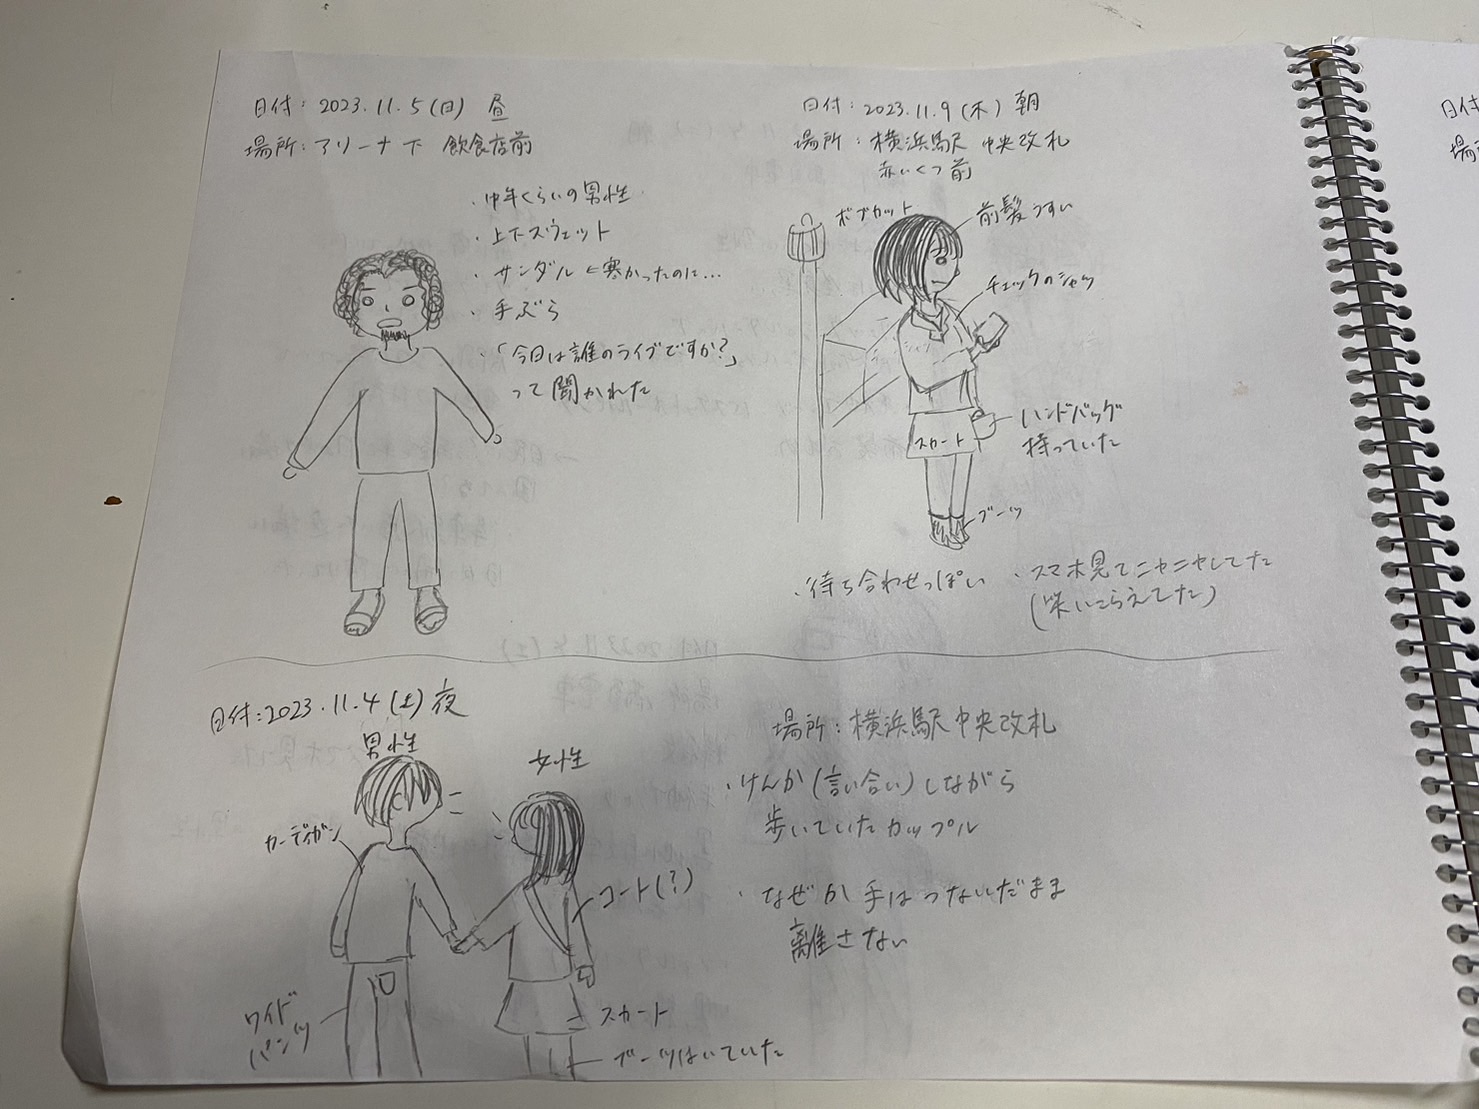 日付: 2023.11.5(日) 昼
場所: アリーナ下 飲食店前
・中年くらいの男性
・上下スウェット
・サンダル ←寒かったのに…
・手ぶら
・「今日は誰のライブですか?」
って聞かれた
日付: 2023.11.9(木) 朝
場所: 横浜駅 中央改札
赤いくつ前
ボブカット
前髪うすい
チェックのシャツ
ハンドバッグ
持っていた
スカート
ブーツ
・待ち合わせっぽい
・スマホ見てニヤニヤしてた
(笑いこらえてた)
日付:2023.11.4(土)夜
場所: 横浜駅中央改札
男性
女性
カーディガン
コート(?)
ワイド
パンツ
スカート
ブーツはいていた
・けんか(言い合い)しながら
歩いていたカップル
・なぜか手はつないだまま
離さない
日付
場所